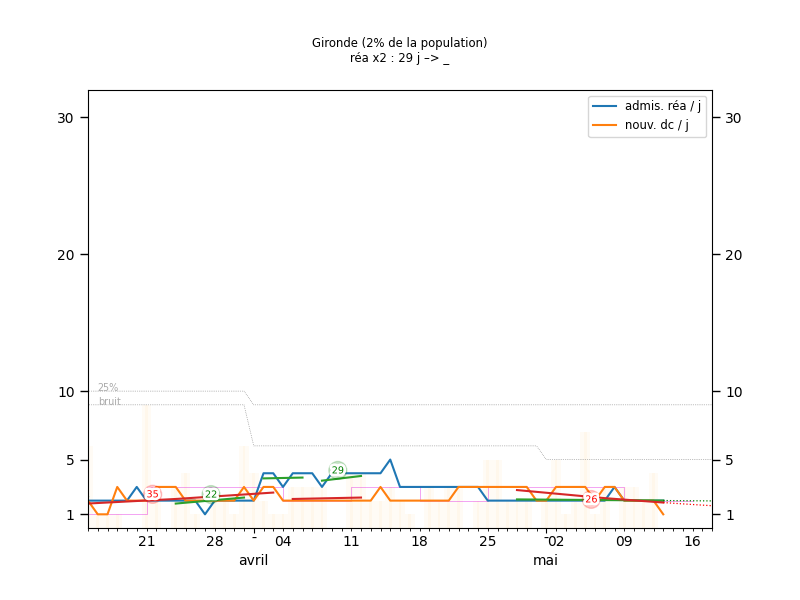 Gironde (2% de la population)
réa x2 : 29 j –> _
admis. réa / j
nouv. dc / j
30 30
20 20
10 10
25%
bruit
5 5
29
35 22 26
1 1
21 28 - 04 11 18 25 -02 09 16
avril mai